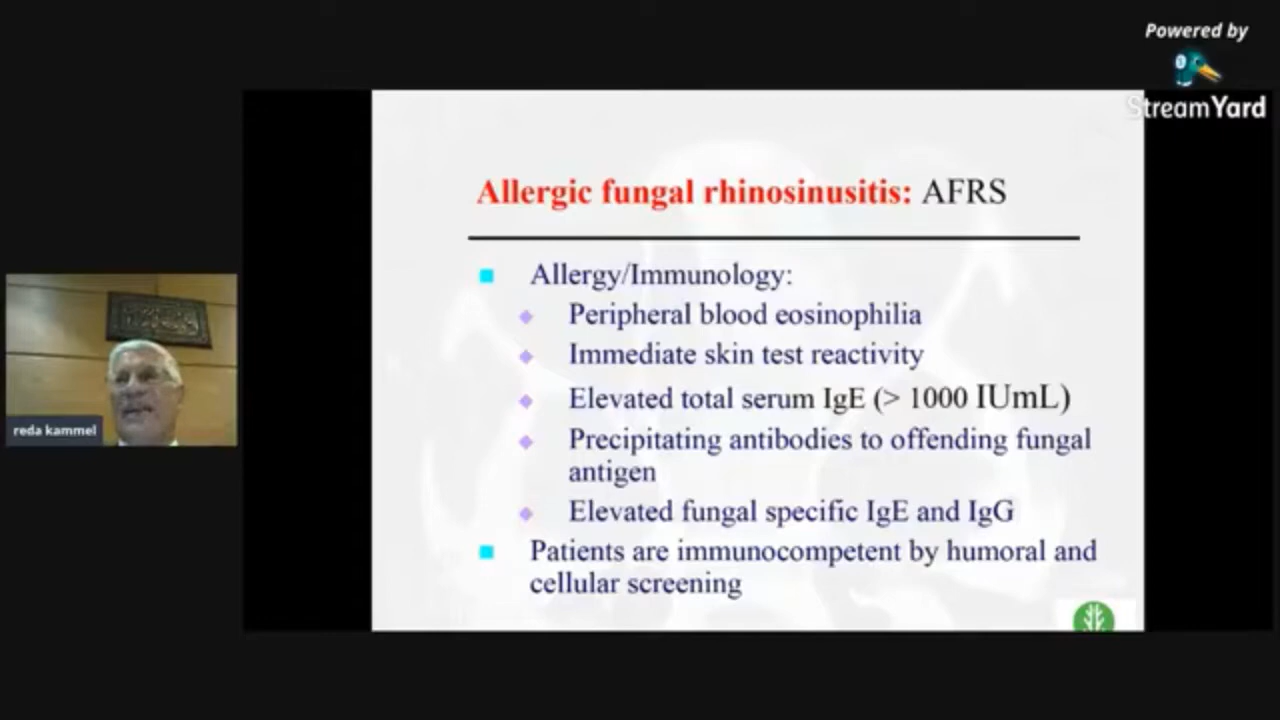 Powered by
StreamYard
Allergic fungal rhinosinusitis: AFRS
Allergy/Immunology:
Peripheral blood eosinophilia
Immediate skin test reactivity
Elevated total serum IgE (> 1000 IUmL)
Precipitating antibodies to offending fungal
antigen
Elevated fungal specific IgE and IgG
Patients are immunocompetent by humoral and
cellular screening
reda kammel